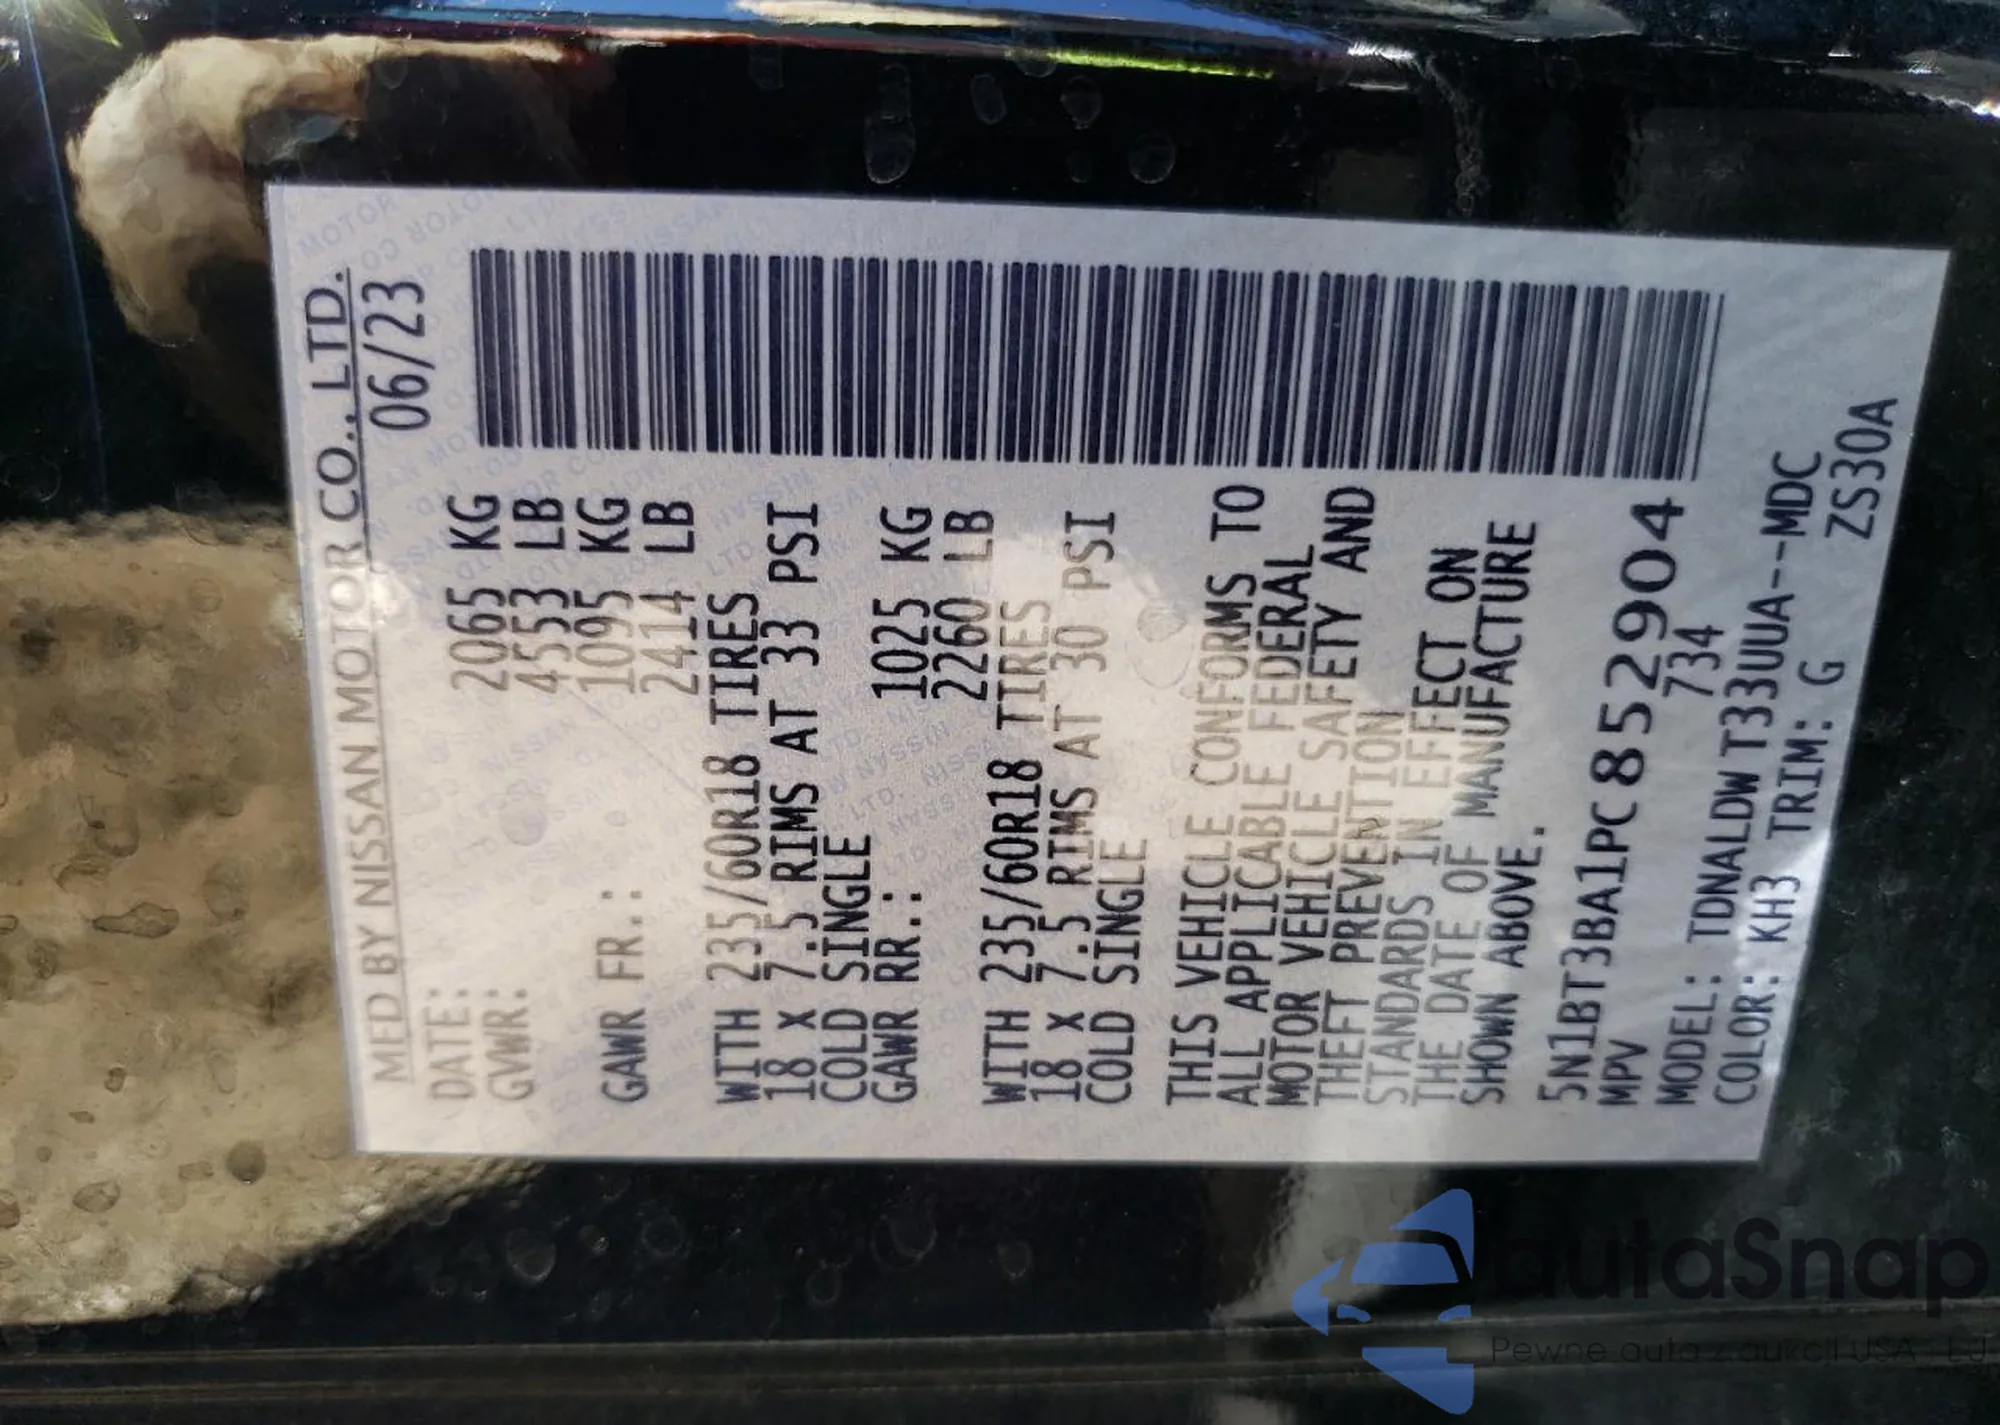 MFD BY NISSAN MOTOR CO., LTD.
DATE: 06/23
GVWR: 2065 KG
4553 LB
GAWR FR.: 1095 KG
2414 LB
WITH 235/60R18 TIRES
18 X 7.5 RIMS AT 33 PSI
COLD SINGLE
GAWR RR.: 1025 KG
2260 LB
WITH 235/60R18 TIRES
18 X 7.5 RIMS AT 30 PSI
COLD SINGLE
THIS VEHICLE CONFORMS TO
ALL APPLICABLE FEDERAL
MOTOR VEHICLE SAFETY AND
THEFT PREVENTION
STANDARDS IN EFFECT ON
THE DATE OF MANUFACTURE
SHOWN ABOVE.
5N1BT3BA1PC852904
MPV 734
MODEL: TDNALDWT33UUA--MDC
COLOR: KH3 TRIM: G ZS30A
autaSnap
Pewne auta z aukcji USA